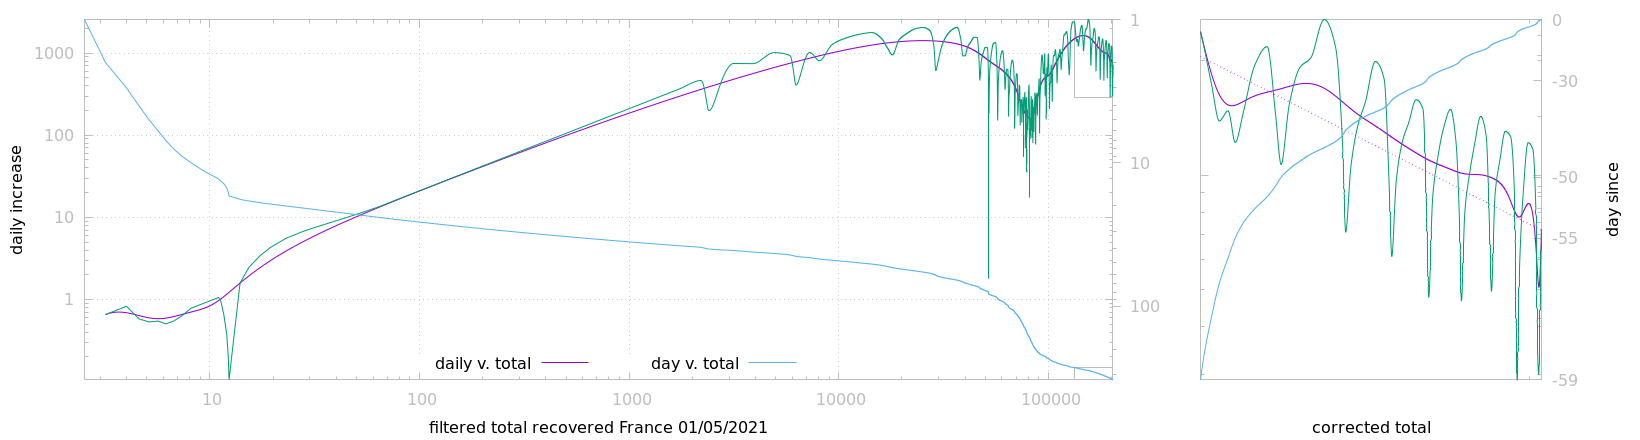 1000
100
10
1
daily increase
daily v. total
day v. total
10
100
1000
10000
100000
filtered total recovered France 01/05/2021
1
10
100
0
-30
-50
-55
-59
day since
corrected total